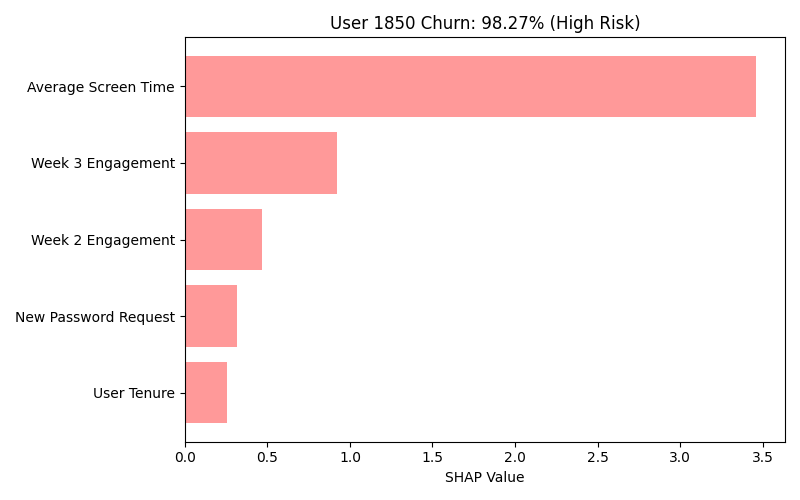 User 1850 Churn: 98.27% (High Risk)
Average Screen Time
Week 3 Engagement
Week 2 Engagement
New Password Request
User Tenure
0.0 0.5 1.0 1.5 2.0 2.5 3.0 3.5
SHAP Value